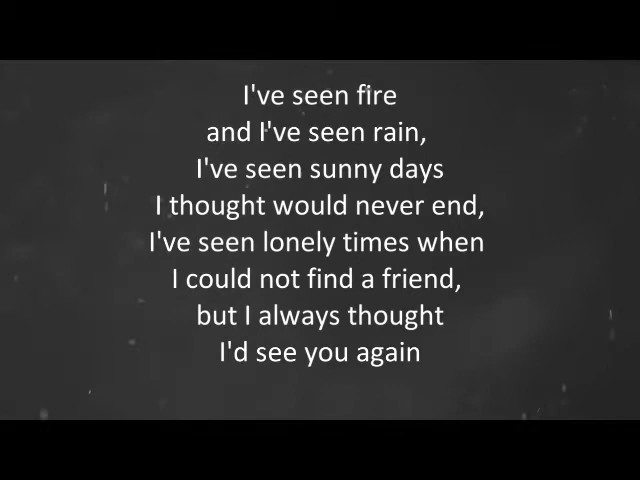 I've seen fire
and I've seen rain,
I've seen sunny days
I thought would never end,
I've seen lonely times when
I could not find a friend,
but I always thought
I'd see you again